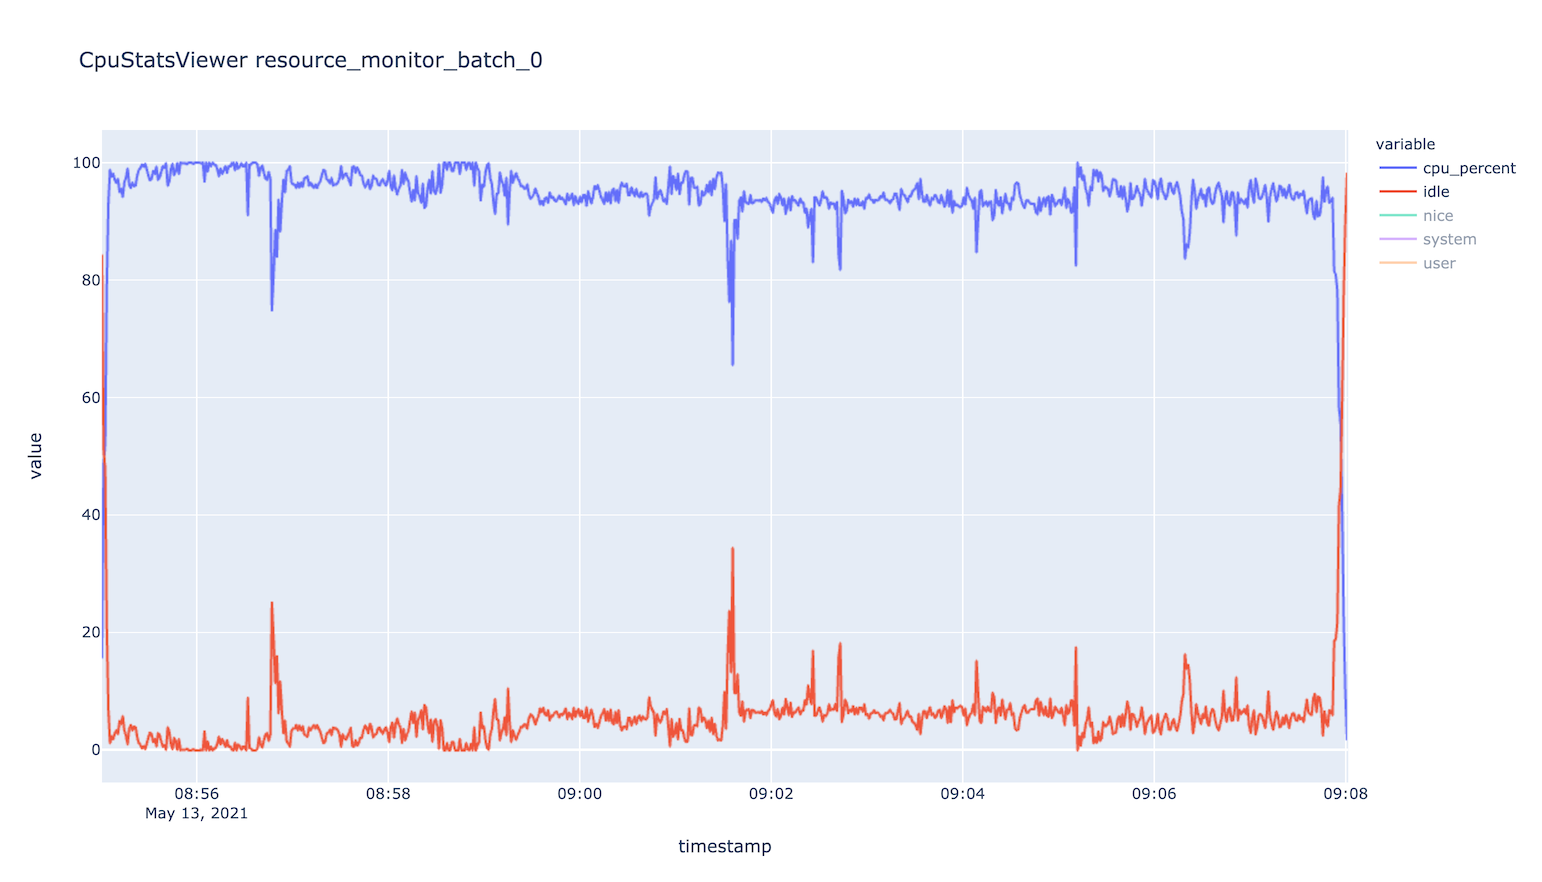 CpuStatsViewer resource_monitor_batch_0
variable
cpu_percent
idle
nice
system
user
value
100
80
60
40
20
0
08:56
May 13, 2021
08:58
09:00
09:02
09:04
09:06
09:08
timestamp